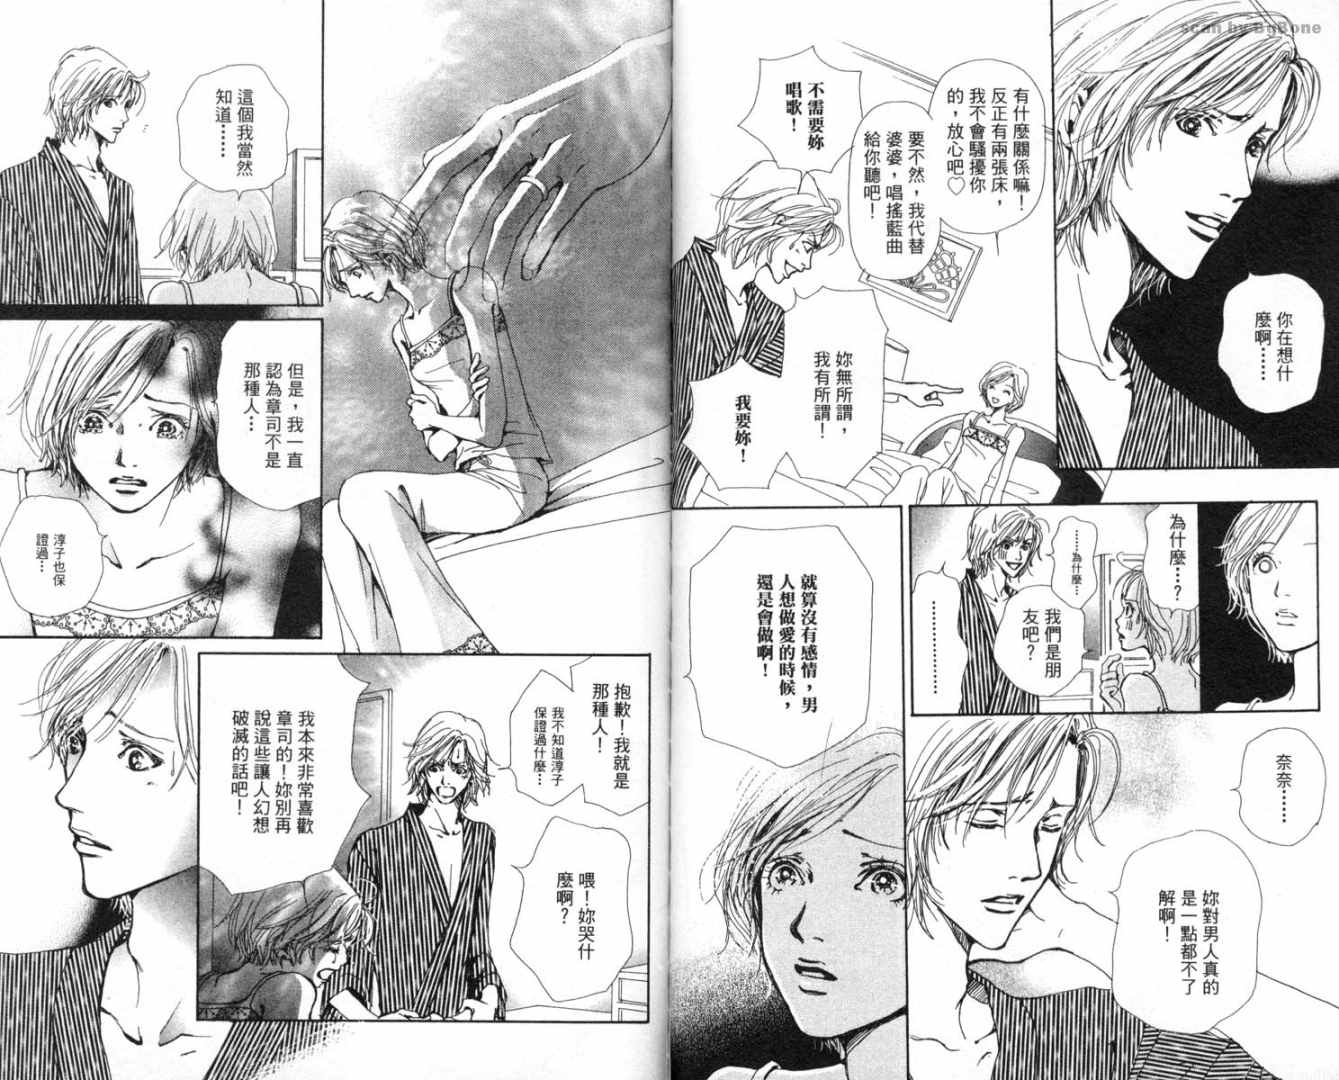 scan by BgBone
你在想什
麼啊……
有什麼關係嘛!
反正有兩張床,
我不會騷擾你
的,放心吧♡
要不然,我代替
婆婆,唱搖藍曲
給你聽吧!
不需要妳
唱歌!
妳無所謂,
我有所謂!
我要妳!
為什麼…?
……為什麼…
我們是朋
友吧?
…………
奈奈……
妳對男人真的
是一點都不了
解啊!
就算沒有感情,男
人想做愛的時候,
還是會做啊!
這個我當然
知道……
但是,我一直
認為章司不是
那種人…
淳子也保
證過…
抱歉!我就是
那種人!
我不知道淳子
保證過什麼…
我本來非常喜歡
章司的!妳別再
說這些讓人幻想
破滅的話吧!
喂!妳哭什
麼啊?